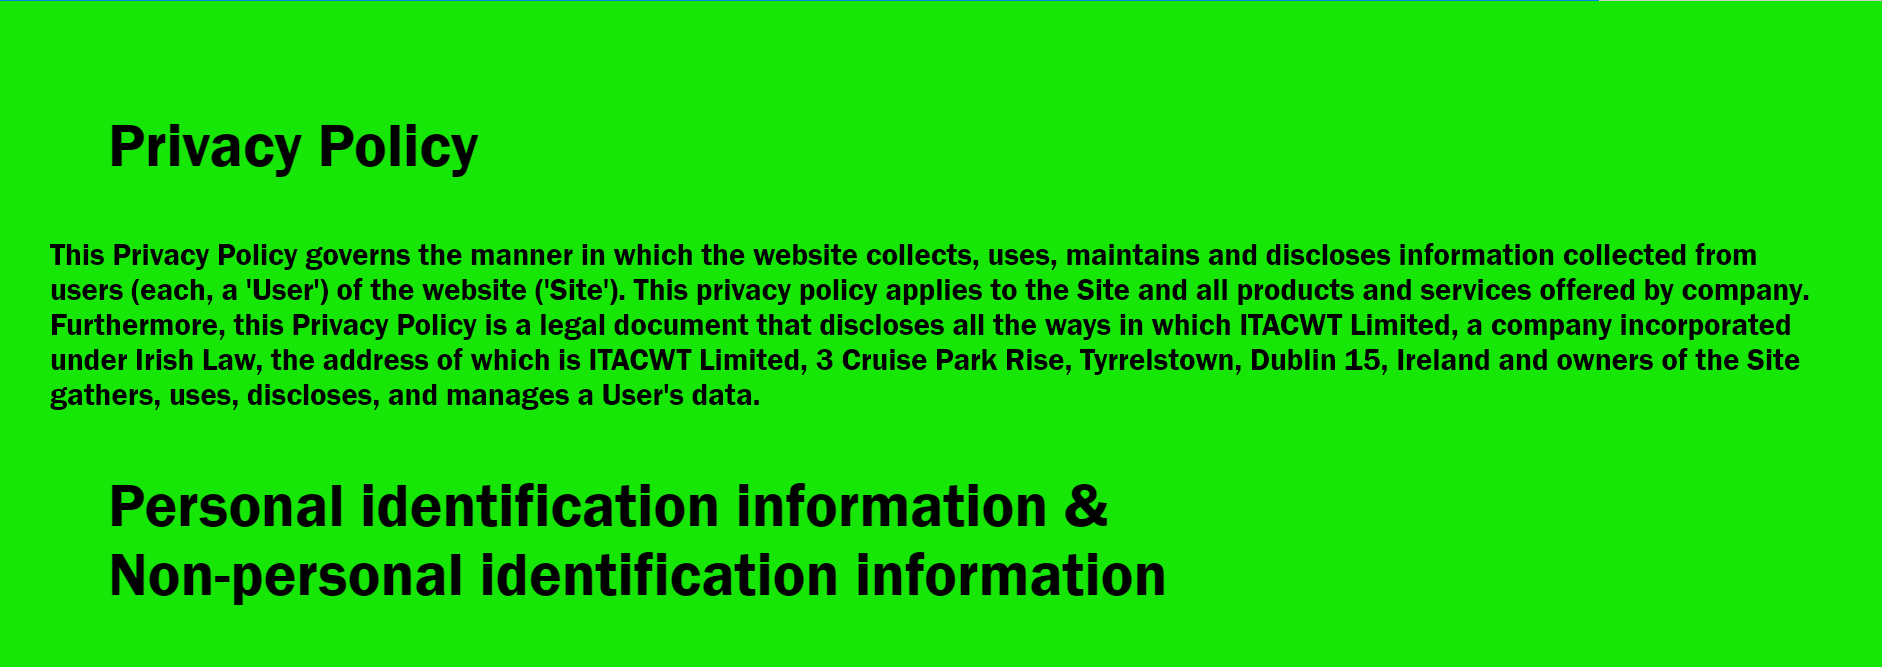 Privacy Policy
This Privacy Policy governs the manner in which the website collects, uses, maintains and discloses information collected from
users (each, a 'User') of the website ('Site'). This privacy policy applies to the Site and all products and services offered by company.
Furthermore, this Privacy Policy is a legal document that discloses all the ways in which ITACWT Limited, a company incorporated
under Irish Law, the address of which is ITACWT Limited, 3 Cruise Park Rise, Tyrrelstown, Dublin 15, Ireland and owners of the Site
gathers, uses, discloses, and manages a User's data.
Personal identification information &
Non-personal identification information